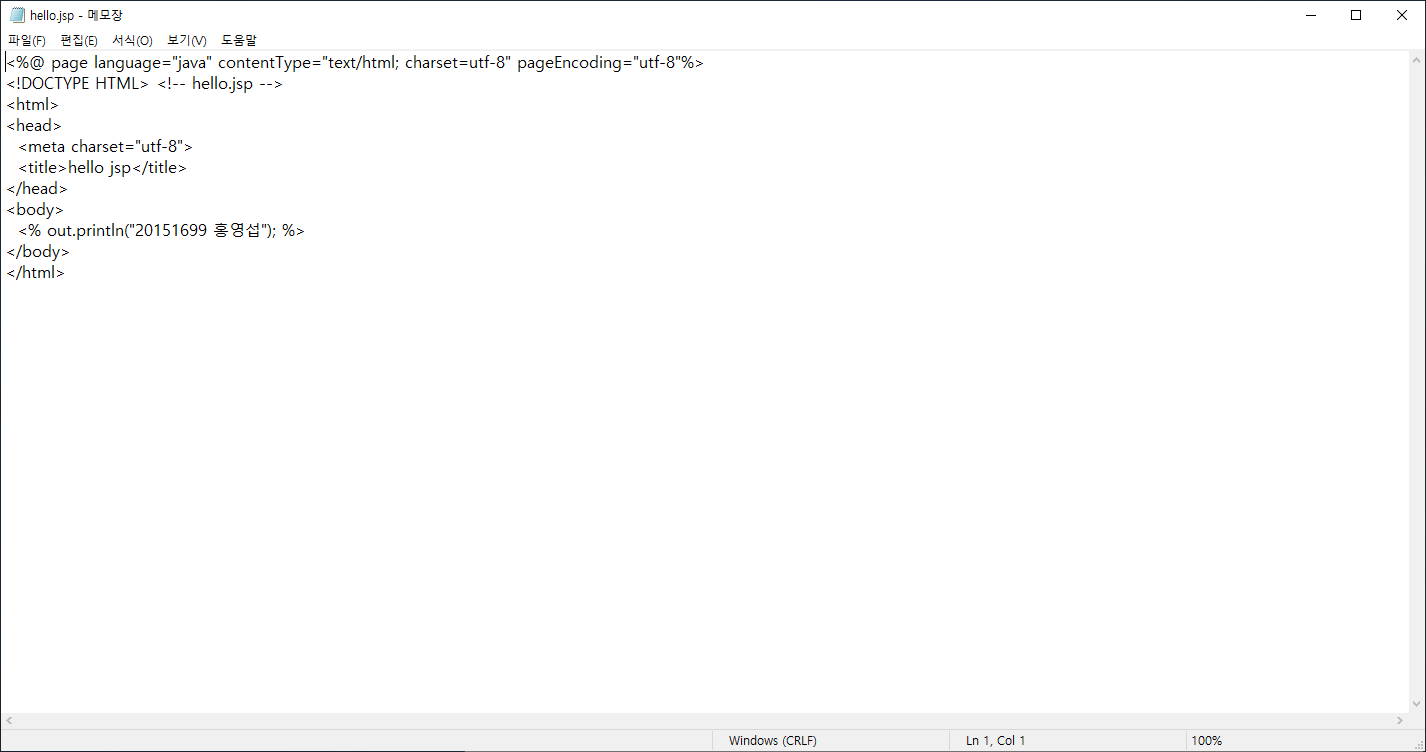 hello.jsp - 메모장
파일(F) 편집(E) 서식(O) 보기(V) 도움말
<%@ page language="java" contentType="text/html; charset=utf-8" pageEncoding="utf-8"%>
<!DOCTYPE HTML> <!-- hello.jsp -->
<html>
<head>
  <meta charset="utf-8">
  <title>hello jsp</title>
</head>
<body>
  <% out.println("20151699 홍영섭"); %>
</body>
</html>
Windows (CRLF) Ln 1, Col 1 100%